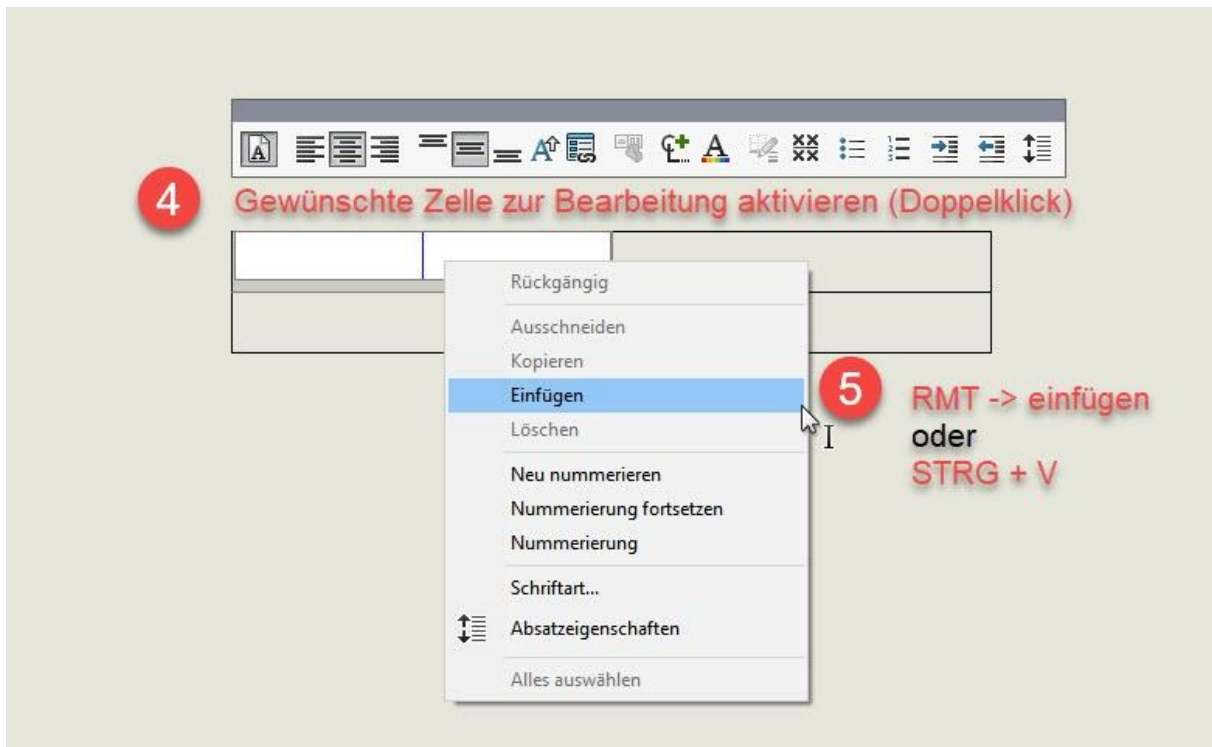 4
Gewünschte Zelle zur Bearbeitung aktivieren (Doppelklick)
Rückgängig
Ausschneiden
Kopieren
Einfügen
Löschen
Neu nummerieren
Nummerierung fortsetzen
Nummerierung
Schriftart...
Absatzeigenschaften
Alles auswählen
5
RMT -> einfügen
oder
STRG + V